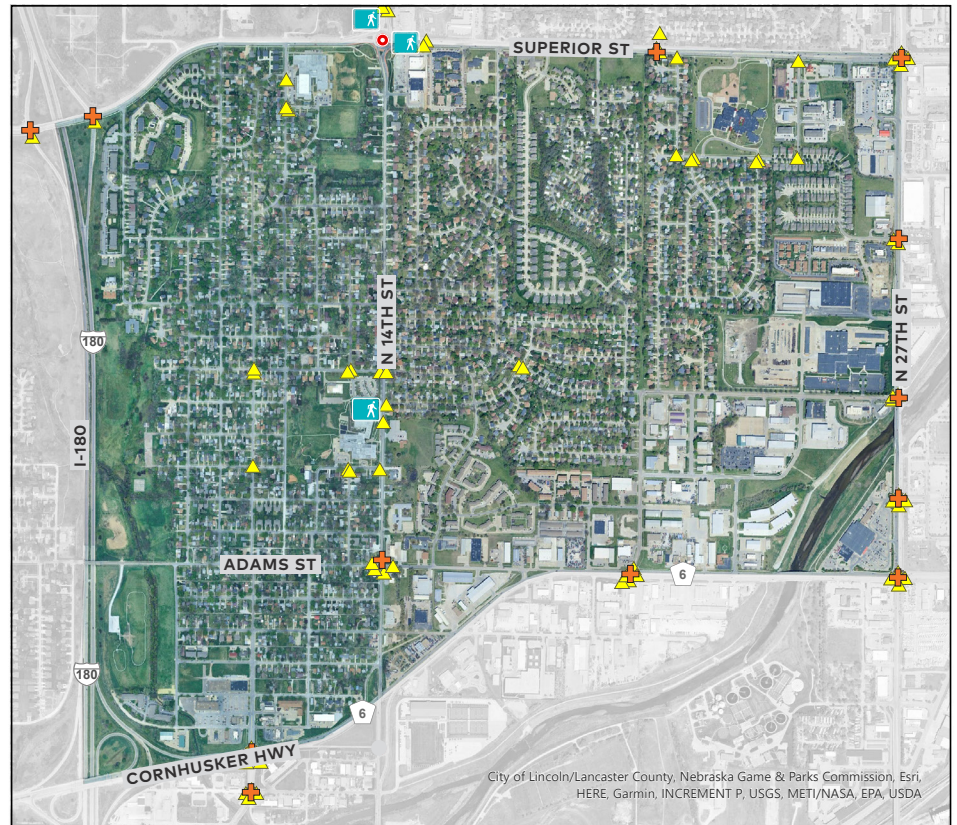 SUPERIOR ST
N 14TH ST
N 27TH ST
180
I-180
ADAMS ST
6
180
6
CORNHUSKER HWY
City of Lincoln/Lancaster County, Nebraska Game & Parks Commission, Esri,
HERE, Garmin, INCREMENT P, USGS, METI/NASA, EPA, USDA